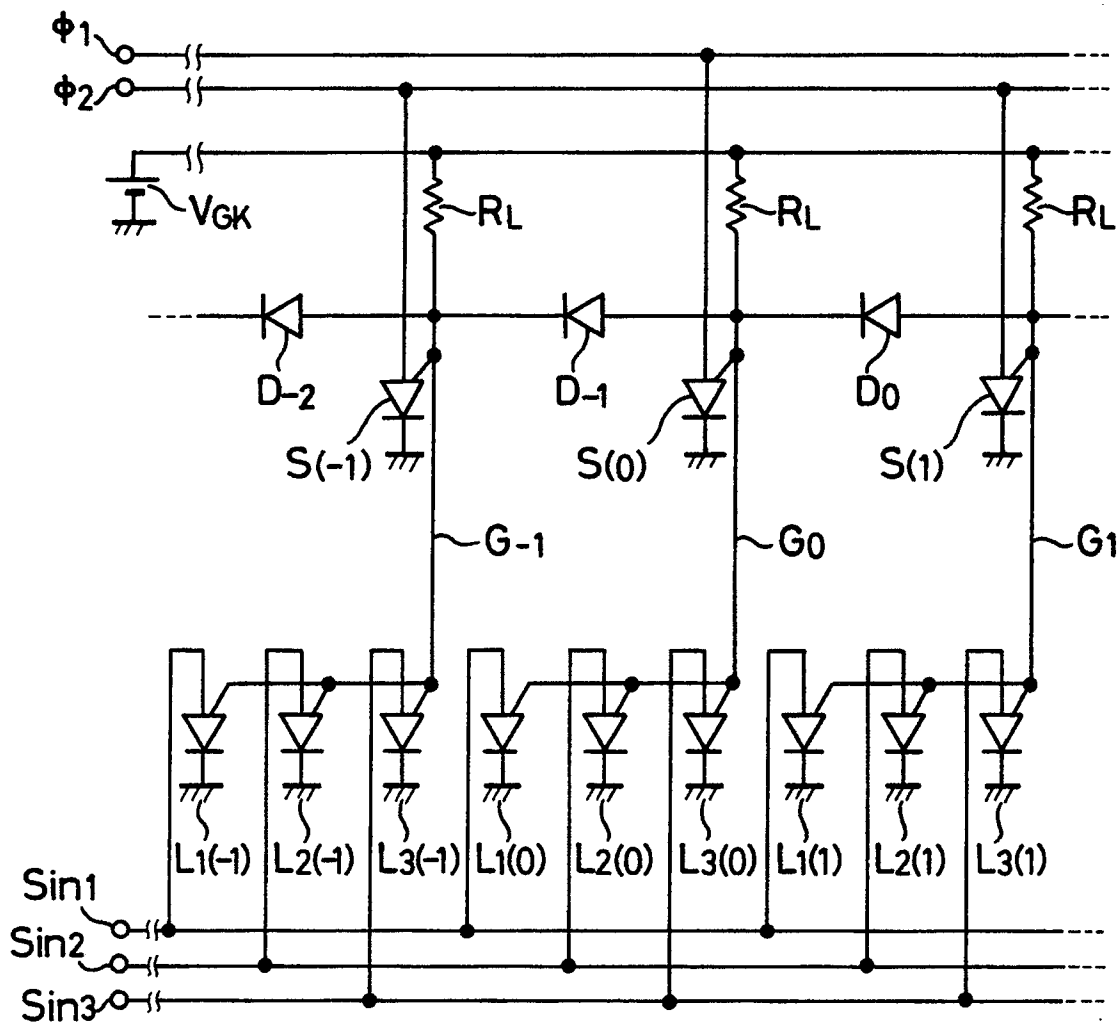 Φ1
Φ2
VGK
RL RL RL
D-2 D-1 D0
S(-1) S(0) S(1)
G-1 G0 G1
L1(-1) L2(-1) L3(-1) L1(0) L2(0) L3(0) L1(1) L2(1) L3(1)
Sin1
Sin2
Sin3